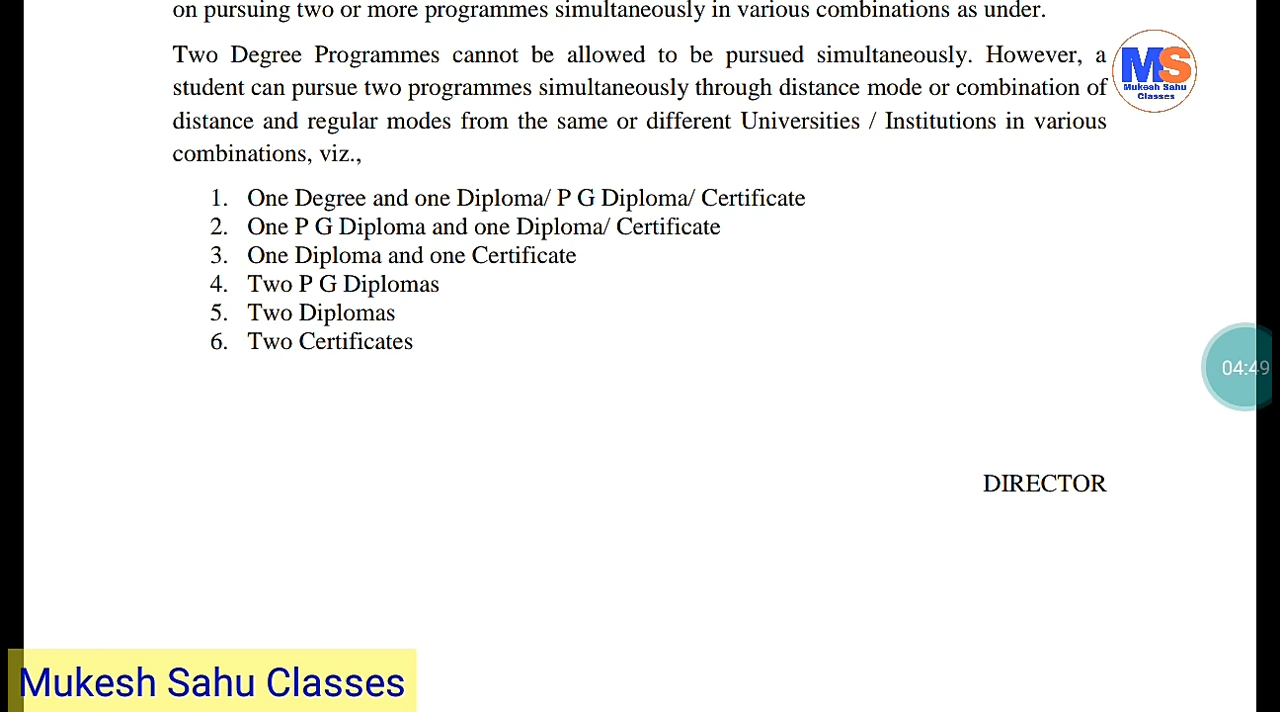 on pursuing two or more programmes simultaneously in various combinations as under.
Two Degree Programmes cannot be allowed to be pursued simultaneously. However, a
student can pursue two programmes simultaneously through distance mode or combination of
distance and regular modes from the same or different Universities / Institutions in various
combinations, viz.,
1. One Degree and one Diploma/ P G Diploma/ Certificate
2. One P G Diploma and one Diploma/ Certificate
3. One Diploma and one Certificate
4. Two P G Diplomas
5. Two Diplomas
6. Two Certificates
DIRECTOR
MS
Mukesh Sahu
Classes
04:49
Mukesh Sahu Classes